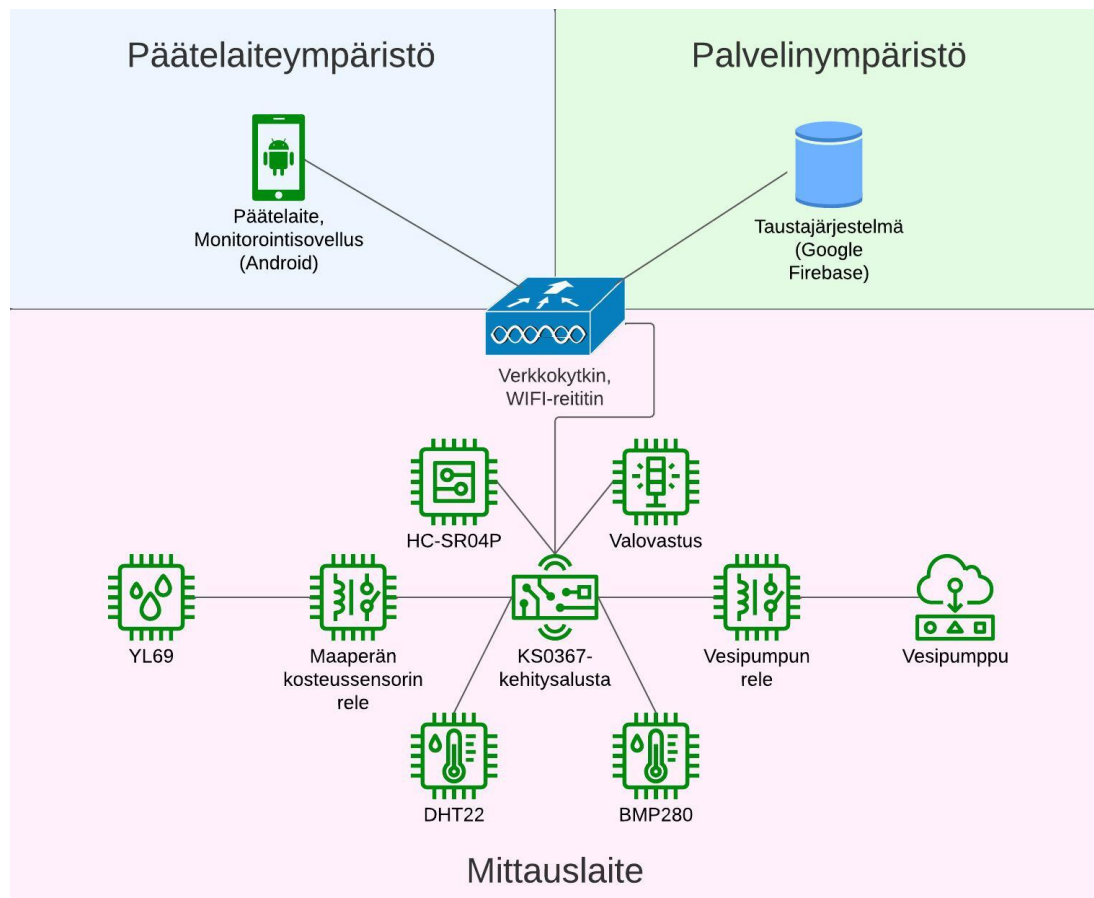 Päätelaiteympäristö
Palvelinympäristö
Päätelaite,
Monitorointisovellus
(Android)
Taustajärjestelmä
(Google
Firebase)
Verkkokytkin,
WIFI-reititin
HC-SR04P
Valovastus
YL69
Maaperän
kosteussensorin
rele
KS0367-
kehitysalusta
Vesipumpun
rele
Vesipumppu
DHT22
BMP280
Mittauslaite